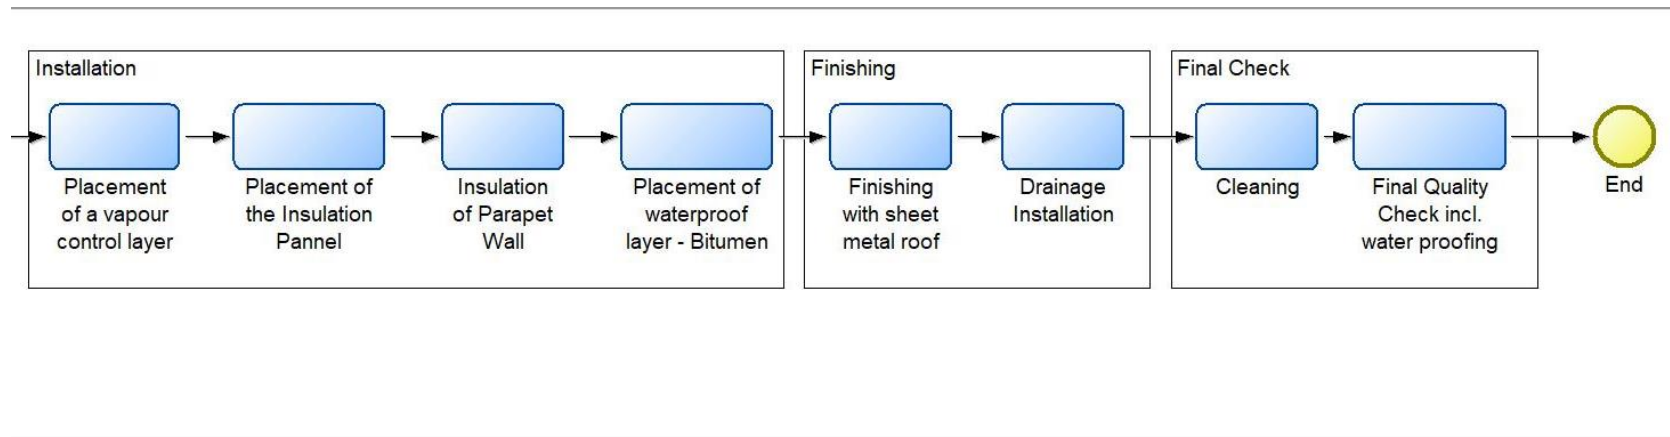 Installation
Placement
of a vapour
control layer
Placement of
the Insulation
Pannel
Insulation
of Parapet
Wall
Placement of
waterproof
layer - Bitumen
Finishing
Finishing
with sheet
metal roof
Drainage
Installation
Final Check
Cleaning
Final Quality
Check incl.
water proofing
End